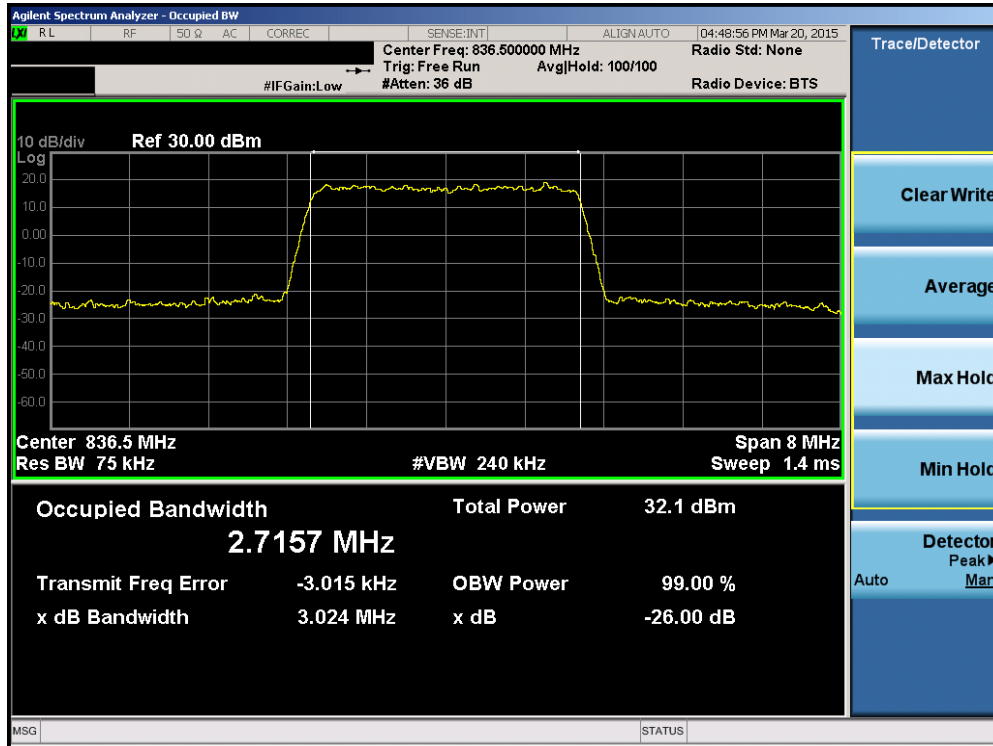 Agilent Spectrum Analyzer - Occupied BW
LXI RL RF 50 Ω AC CORREC SENSE:INT ALIGN AUTO 04:48:56 PM Mar 20, 2015
Center Freq: 836.500000 MHz Radio Std: None
Trig: Free Run Avg|Hold: 100/100
#IFGain:Low #Atten: 36 dB Radio Device: BTS
10 dB/div Ref 30.00 dBm
Log
20.0
10.0
0.00
-10.0
-20.0
-30.0
-40.0
-50.0
-60.0
Center 836.5 MHz Span 8 MHz
Res BW 75 kHz #VBW 240 kHz Sweep 1.4 ms
Occupied Bandwidth Total Power 32.1 dBm
2.7157 MHz
Transmit Freq Error -3.015 kHz OBW Power 99.00 %
x dB Bandwidth 3.024 MHz x dB -26.00 dB
MSG STATUS
Trace/Detector
Clear Write
Average
Max Hold
Min Hold
Detector
Peak▶
Auto Man